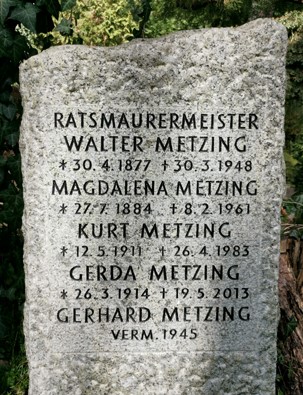 RATSMAURERMEISTER
WALTER METZING
* 30.4.1877 † 30.3.1948
MAGDALENA METZING
* 27.7.1884 † 8.2.1961
KURT METZING
* 12.5.1911 † 26.4.1983
GERDA METZING
* 26.3.1914 † 19.5.2013
GERHARD METZING
VERM. 1945